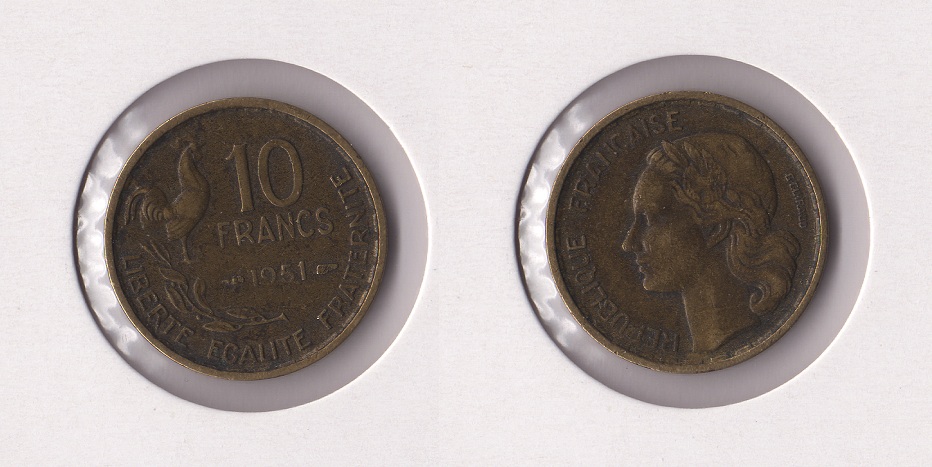 10
FRANCS
1951
LIBERTE EGALITE FRATERNITE
REPUBLIQUE FRANÇAISE